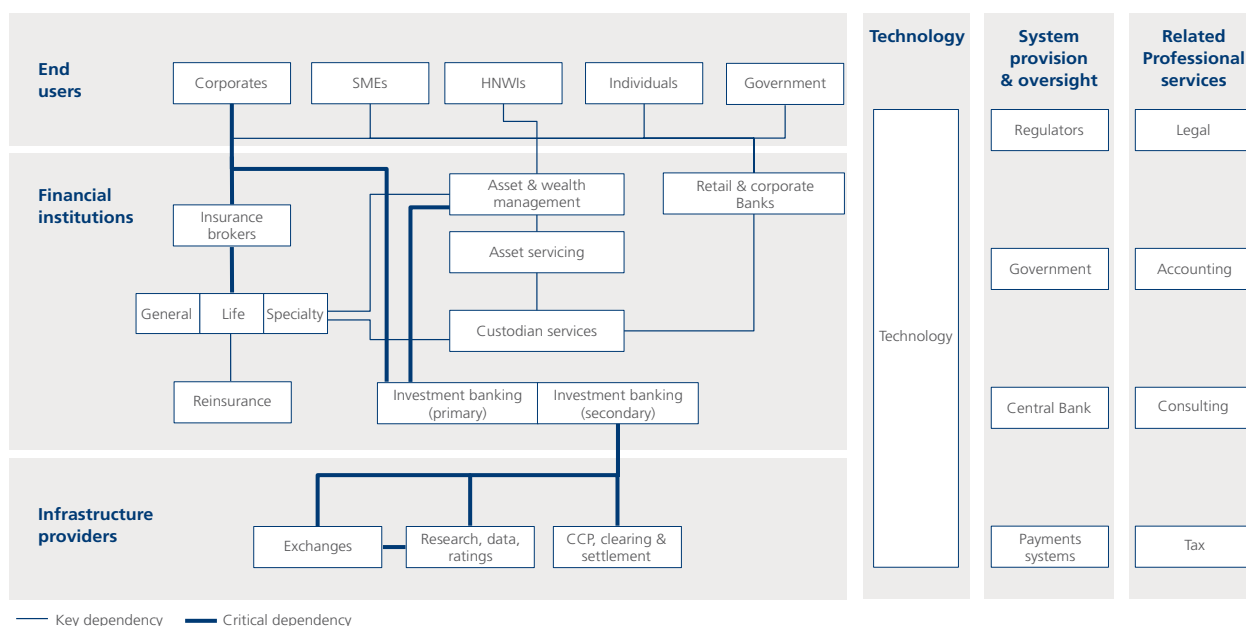 End
users
Corporates
SMEs
HNWIs
Individuals
Government
Financial
institutions
Asset & wealth
management
Retail & corporate
Banks
Insurance
brokers
Asset servicing
General
Life
Specialty
Custodian services
Reinsurance
Investment banking
(primary)
Investment banking
(secondary)
Infrastructure
providers
Exchanges
Research, data,
ratings
CCP, clearing &
settlement
Technology
Technology
System
provision
& oversight
Regulators
Government
Central Bank
Payments
systems
Related
Professional
services
Legal
Accounting
Consulting
Tax
Key dependency
Critical dependency